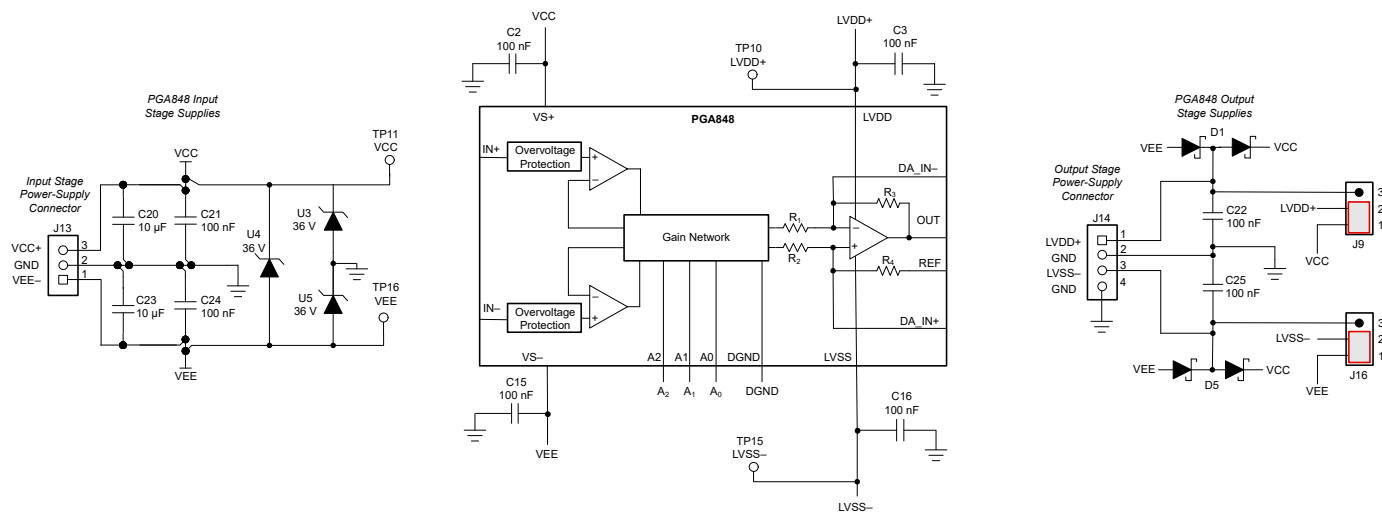 PGA848 Input
Stage Supplies
VCC
TP11
VCC
Input Stage
Power-Supply
Connector
J13
VCC+
GND
VEE–
3
2
1
C20
10 µF
C21
100 nF
C23
10 µF
C24
100 nF
U4
36 V
U3
36 V
U5
36 V
TP16
VEE
VEE
VCC
C2
100 nF
LVDD+
C3
100 nF
TP10
LVDD+
VS+
PGA848
LVDD
IN+
Overvoltage
Protection
+
–
DA_IN–
R3
R1
–
OUT
Gain Network
+
R2
R4
REF
–
+
IN–
Overvoltage
Protection
DA_IN+
VS–
A2
A1
A0
DGND
LVSS
C15
100 nF
A2
A1
A0
DGND
C16
100 nF
VEE
TP15
LVSS–
LVSS–
PGA848 Output
Stage Supplies
D1
VEE
VCC
Output Stage
Power-Supply
Connector
J14
LVDD+
GND
LVSS–
GND
1
2
3
4
C22
100 nF
C25
100 nF
3
LVDD+
2
1
VCC
J9
3
LVSS–
2
1
VEE
J16
VEE
VCC
D5